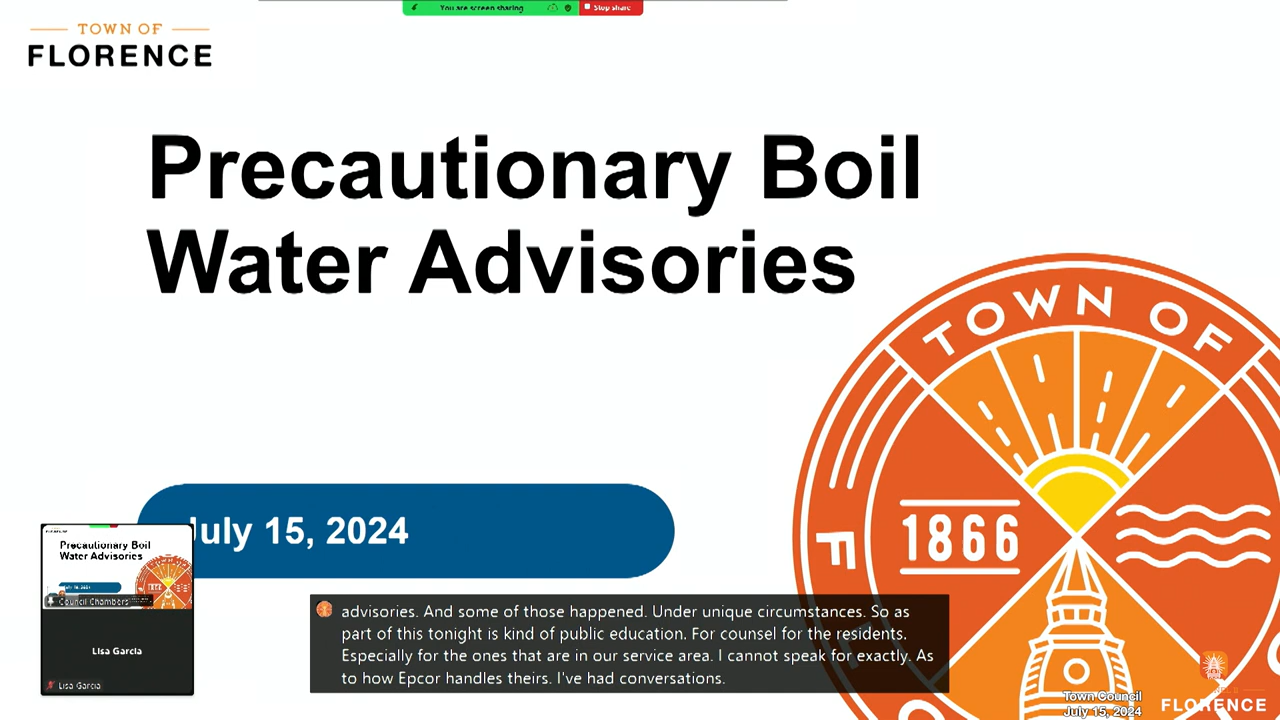 You are screen sharing
Stop share
TOWN OF
FLORENCE
Precautionary Boil
Water Advisories
July 15, 2024
TOWN OF
F
1866
Precautionary Boil
Water Advisories
Council Chambers
Lisa Garcia
Lisa Garcia
advisories. And some of those happened. Under unique circumstances. So as
part of this tonight is kind of public education. For counsel for the residents.
Especially for the ones that are in our service area. I cannot speak for exactly. As
to how Epcor handles theirs. I've had conversations.
Town Council
July 15, 2024
FLORENCE